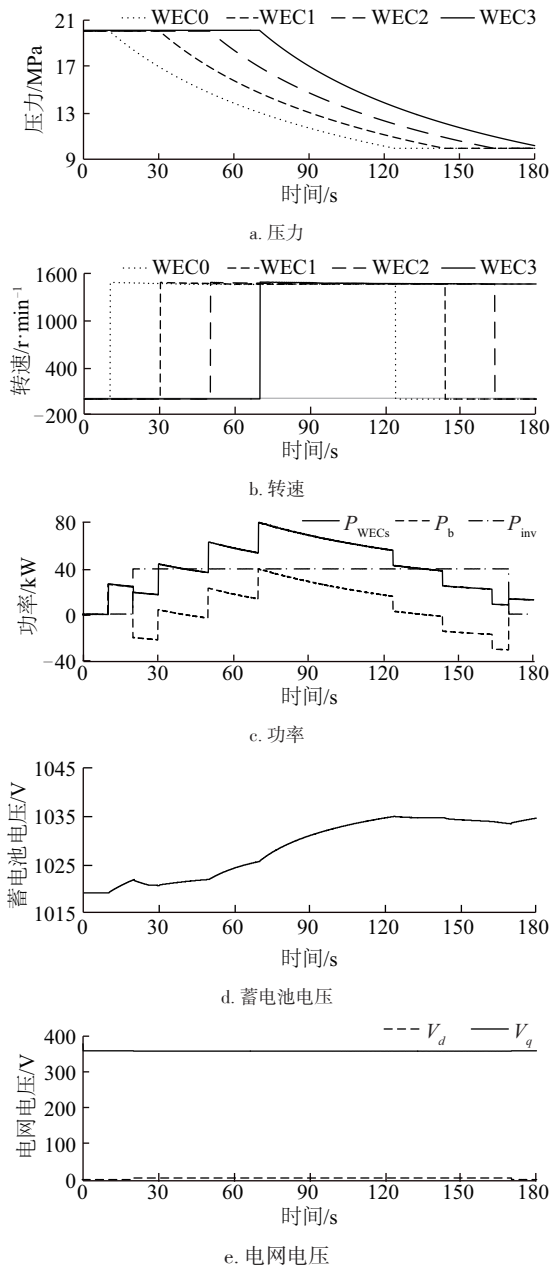 WEC0 WEC1 WEC2 WEC3
21
17
13
9
压力/MPa
0 30 60 90 120 150 180
时间/s
a. 压力
WEC0 WEC1 WEC2 WEC3
1600
1000
400
−200
转速/r·min⁻¹
0 30 60 90 120 150 180
时间/s
b. 转速
P_WECs P_b P_inv
80
40
0
−40
功率/kW
0 30 60 90 120 150 180
时间/s
c. 功率
1045
1035
1025
1015
蓄电池电压/V
0 30 60 90 120 150 180
时间/s
d. 蓄电池电压
V_d V_q
400
300
200
100
0
电网电压/V
0 30 60 90 120 150 180
时间/s
e. 电网电压